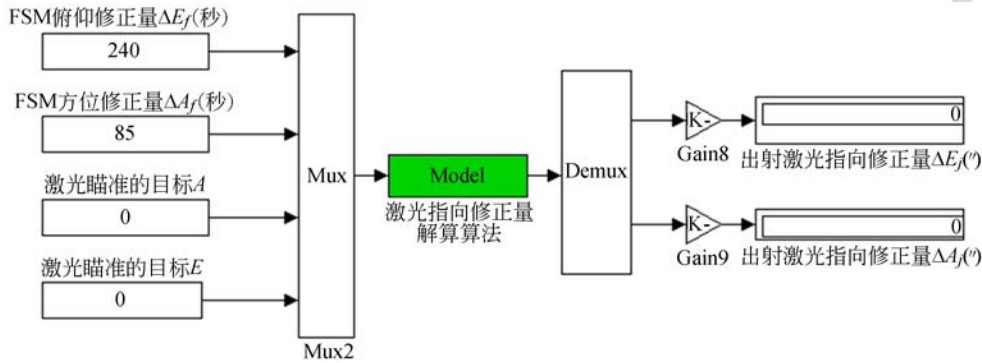 FSM俯仰修正量ΔE_f(秒)
240
FSM方位修正量ΔA_f(秒)
85
激光瞄准的目标A
0
激光瞄准的目标E
0
Mux
Mux2
Model
激光指向修正量
解算算法
Demux
K-
Gain8
0
出射激光指向修正量ΔE_j(″)
K-
Gain9
0
出射激光指向修正量ΔA_j(″)